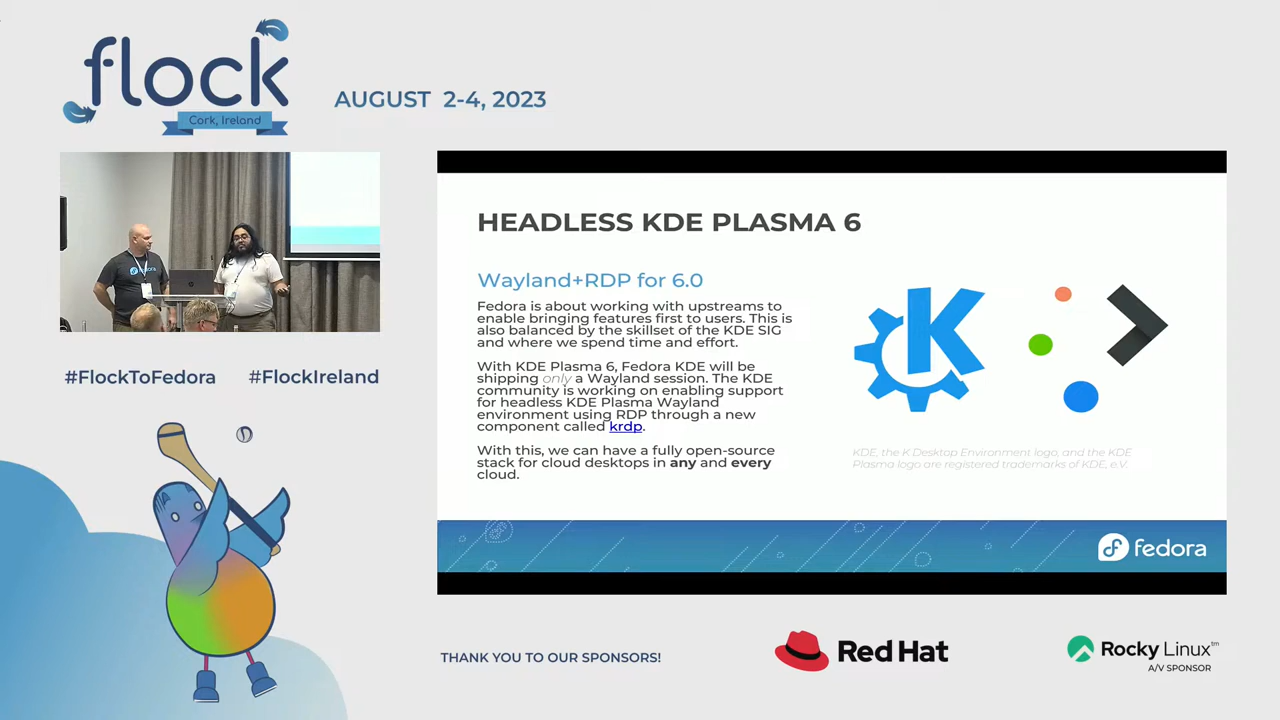 flock
Cork, Ireland
AUGUST 2-4, 2023
fedora
#FlockToFedora #FlockIreland
HEADLESS KDE PLASMA 6
Wayland+RDP for 6.0
Fedora is about working with upstreams to
enable bringing features first to users. This is
also balanced by the skillset of the KDE SIG
and where we spend time and effort.
With KDE Plasma 6, Fedora KDE will be
shipping only a Wayland session. The KDE
community is working on enabling support
for headless KDE Plasma Wayland
environment using RDP through a new
component called krdp.
With this, we can have a fully open-source
stack for cloud desktops in any and every
cloud.
K
KDE, the K Desktop Environment logo, and the KDE
Plasma logo are registered trademarks of KDE, e.V.
fedora
THANK YOU TO OUR SPONSORS!
Red Hat
Rocky Linux™
A/V SPONSOR